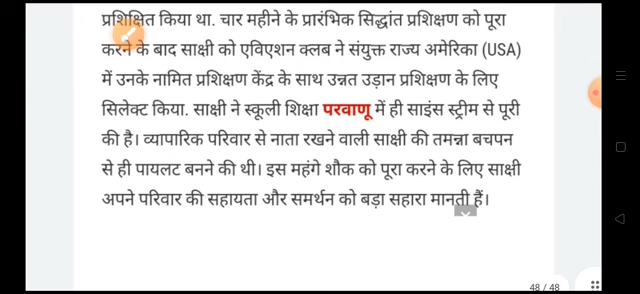 प्रशिक्षित किया था. चार महीने के प्रारंभिक सिद्धांत प्रशिक्षण को पूरा
करने के बाद साक्षी को एविएशन क्लब ने संयुक्त राज्य अमेरिका (USA)
में उनके नामित प्रशिक्षण केंद्र के साथ उन्नत उड़ान प्रशिक्षण के लिए
सिलेक्ट किया. साक्षी ने स्कूली शिक्षा परवाणू में ही साइंस स्ट्रीम से पूरी
की है। व्यापारिक परिवार से नाता रखने वाली साक्षी की तमन्ना बचपन
से ही पायलट बनने की थी। इस महंगे शौक को पूरा करने के लिए साक्षी
अपने परिवार की सहायता और समर्थन को बड़ा सहारा मानती हैं।
48 / 48